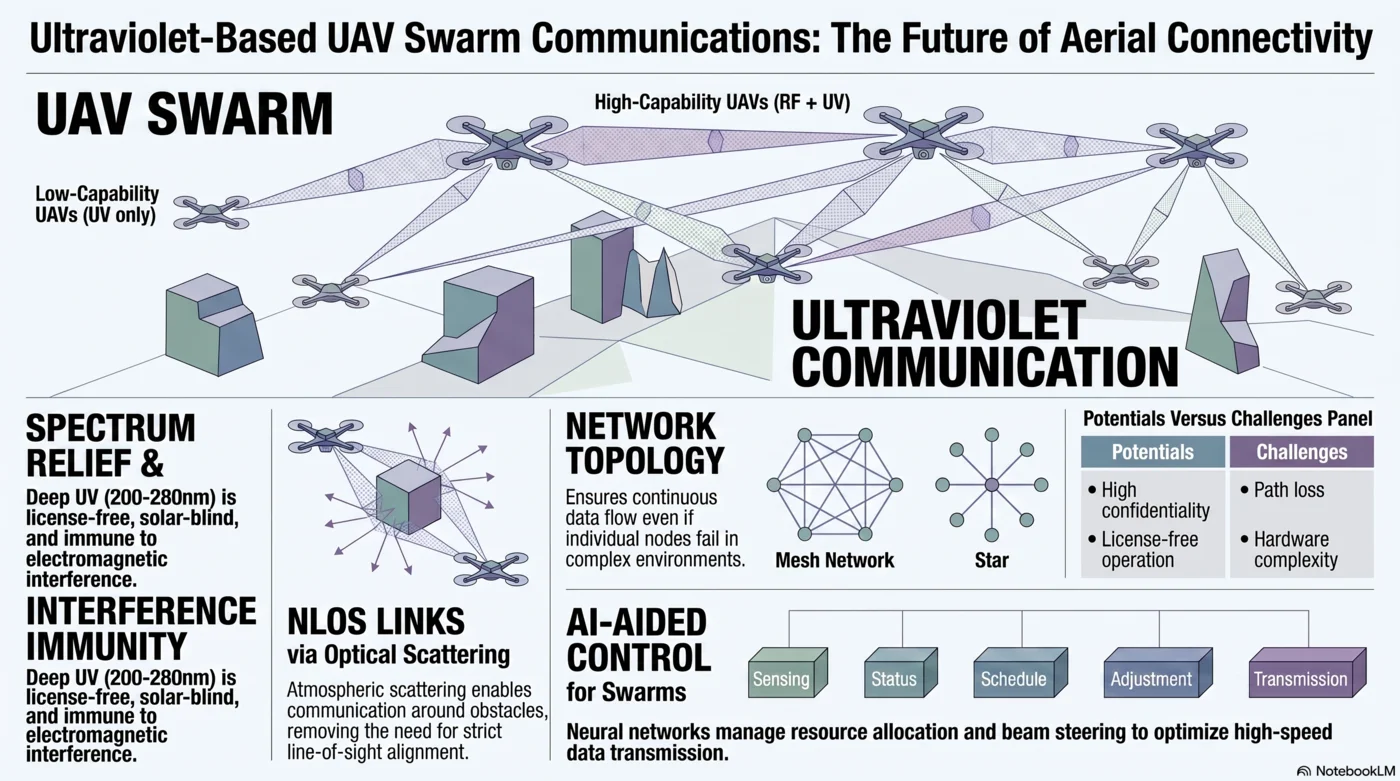 Ultraviolet-Based UAV Swarm Communications: The Future of Aerial Connectivity
UAV SWARM
High-Capability UAVs (RF + UV)
Low-Capability
UAVs (UV only)
ULTRAVIOLET
COMMUNICATION
SPECTRUM
RELIEF &
Deep UV (200-280nm) is
license-free, solar-blind,
and immune to
electromagnetic
interference.
INTERFERENCE
IMMUNITY
Deep UV (200-280nm) is
license-free, solar-blind,
and immune to
electromagnetic
interference.
NLOS LINKS
via Optical Scattering
Atmospheric scattering enables
communication around obstacles,
removing the need for strict
line-of-sight alignment.
NETWORK
TOPOLOGY
Ensures continuous
data flow even if
individual nodes fail in
complex environments.
Mesh Network
Star
Potentials Versus Challenges Panel
Potentials
Challenges
• High
confidentiality
• License-free
operation
• Path loss
• Hardware
complexity
AI-AIDED
CONTROL
for Swarms
Sensing
Status
Schedule
Adjustment
Transmission
Neural networks manage resource allocation and beam steering to optimize high-speed
data transmission.
NotebookLM